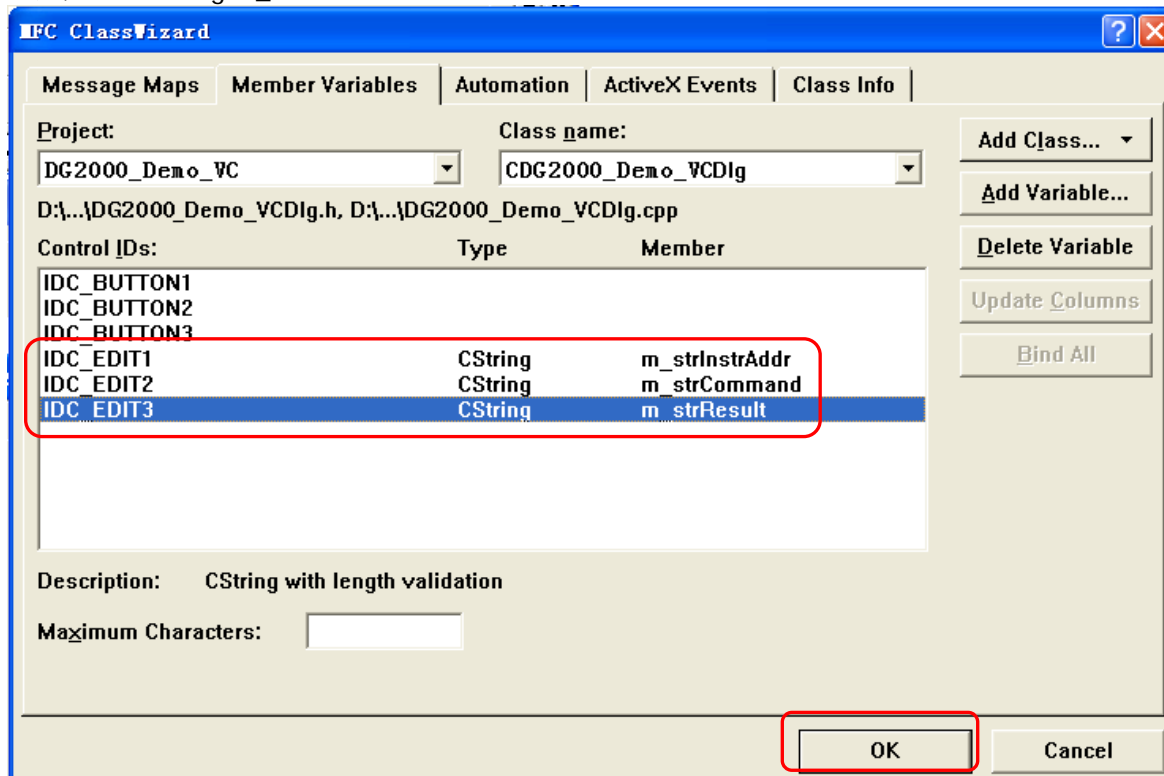 MFC ClassWizard
Message Maps Member Variables Automation ActiveX Events Class Info
Project: Class name:
Add Class...
DG2000_Demo_VC CDG2000_Demo_VCDlg
Add Variable...
D:\...\DG2000_Demo_VCDlg.h, D:\...\DG2000_Demo_VCDlg.cpp
Control IDs: Type Member
Delete Variable
IDC_BUTTON1
IDC_BUTTON2
Update Columns
IDC_BUTTON3
IDC_EDIT1 CString m_strInstrAddr
Bind All
IDC_EDIT2 CString m_strCommand
IDC_EDIT3 CString m_strResult
Description: CString with length validation
Maximum Characters:
OK Cancel